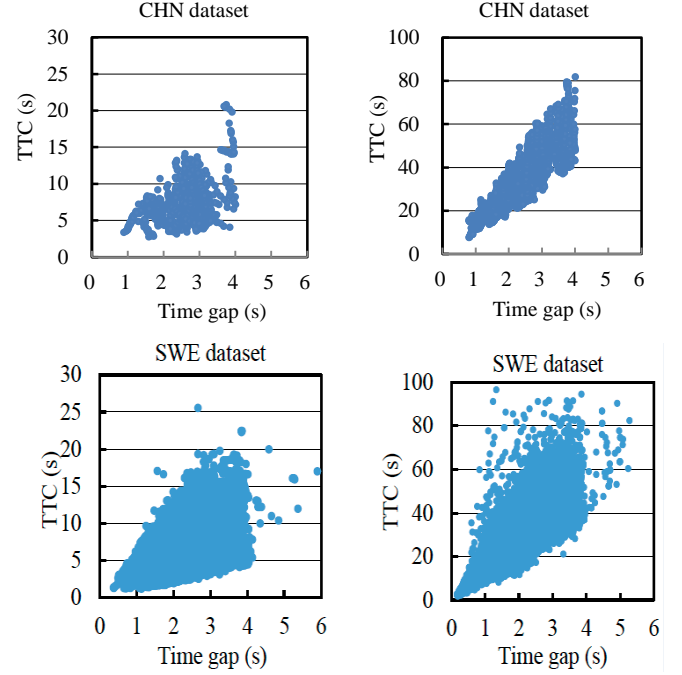 CHN dataset
30
25
20
15
10
5
0
TTC (s)
0 1 2 3 4 5 6
Time gap (s)
CHN dataset
100
80
60
40
20
0
TTC (s)
0 1 2 3 4 5 6
Time gap (s)
SWE dataset
30
25
20
15
10
5
0
TTC (s)
0 1 2 3 4 5 6
Time gap (s)
SWE dataset
100
80
60
40
20
0
TTC (s)
0 1 2 3 4 5 6
Time gap (s)